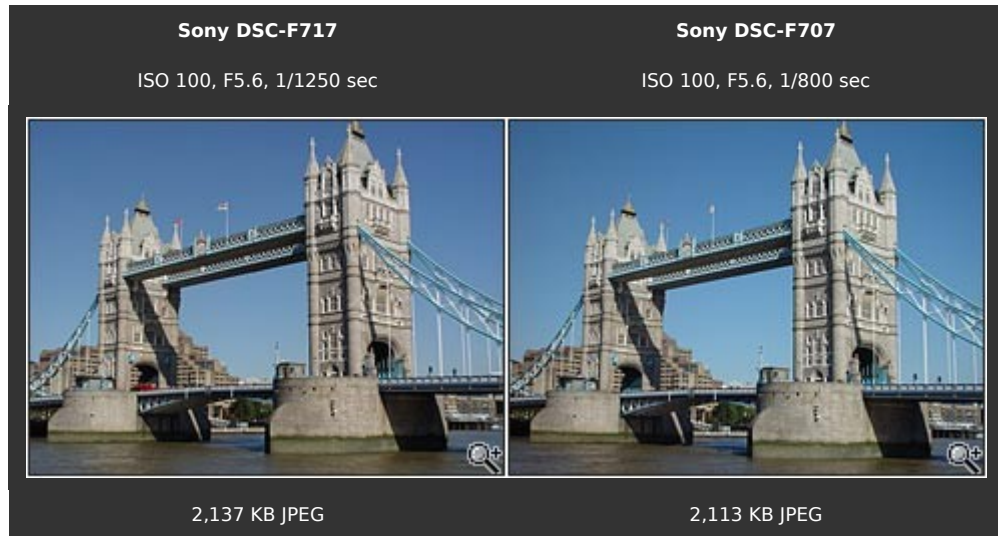 Sony DSC-F717
Sony DSC-F707
ISO 100, F5.6, 1/1250 sec
ISO 100, F5.6, 1/800 sec
2,137 KB JPEG
2,113 KB JPEG